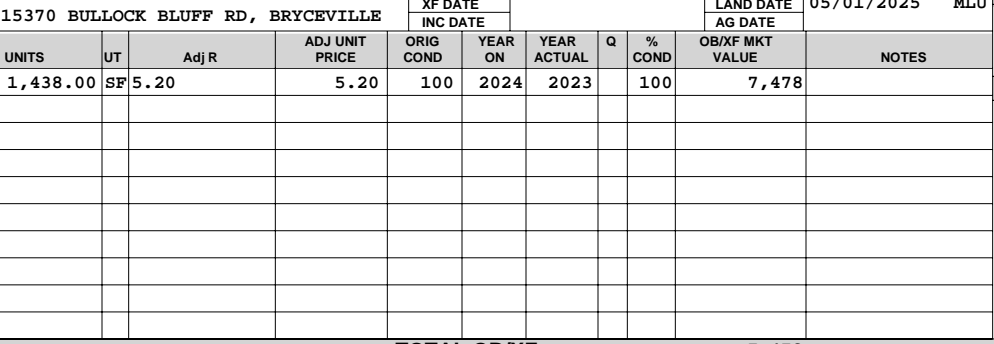 XF DATE LAND DATE 05/01/2025 MLU
15370 BULLOCK BLUFF RD, BRYCEVILLE INC DATE AG DATE
UNITS UT Adj R ADJ UNIT PRICE ORIG COND YEAR ON YEAR ACTUAL Q % COND OB/XF MKT VALUE NOTES
1,438.00 SF 5.20 5.20 100 2024 2023 100 7,478